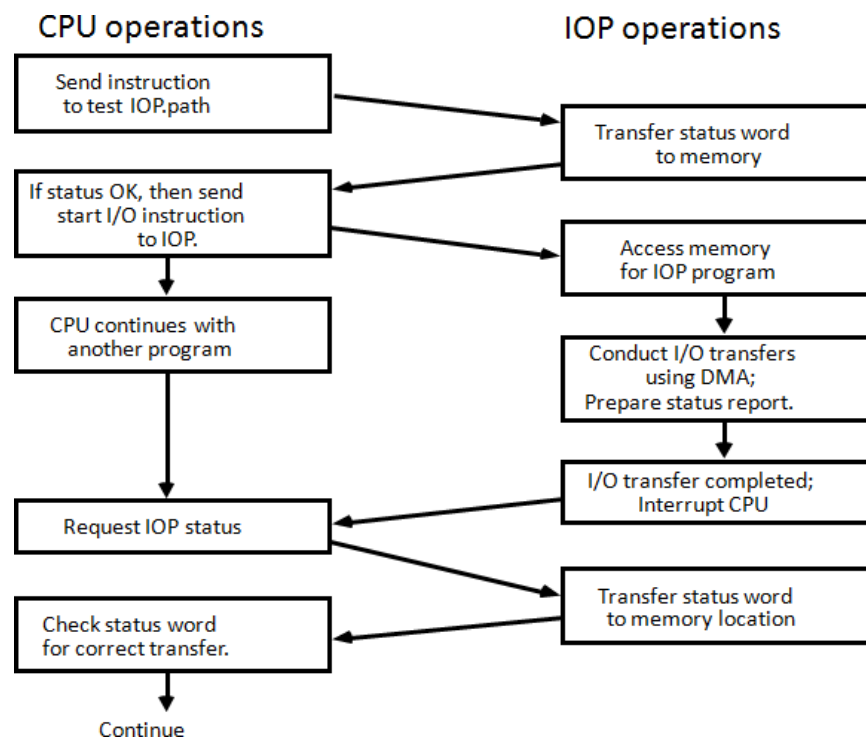 CPU operations
IOP operations
Send instruction
to test IOP.path
Transfer status word
to memory
If status OK, then send
start I/O instruction
to IOP.
Access memory
for IOP program
CPU continues with
another program
Conduct I/O transfers
using DMA;
Prepare status report.
I/O transfer completed;
Interrupt CPU
Request IOP status
Transfer status word
to memory location
Check status word
for correct transfer.
Continue